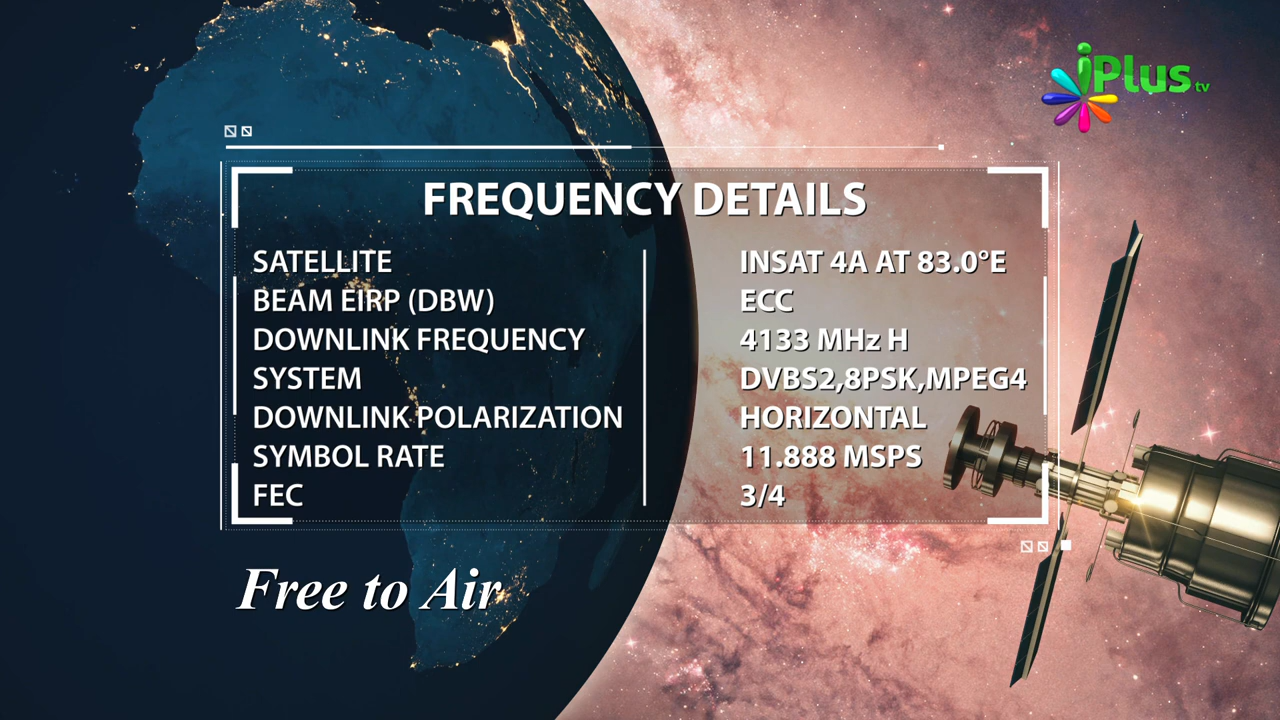 iPlus tv
FREQUENCY DETAILS
SATELLITE INSAT 4A AT 83.0°E
BEAM EIRP (DBW) ECC
DOWNLINK FREQUENCY 4133 MHz H
SYSTEM DVBS2,8PSK,MPEG4
DOWNLINK POLARIZATION HORIZONTAL
SYMBOL RATE 11.888 MSPS
FEC 3/4
Free to Air